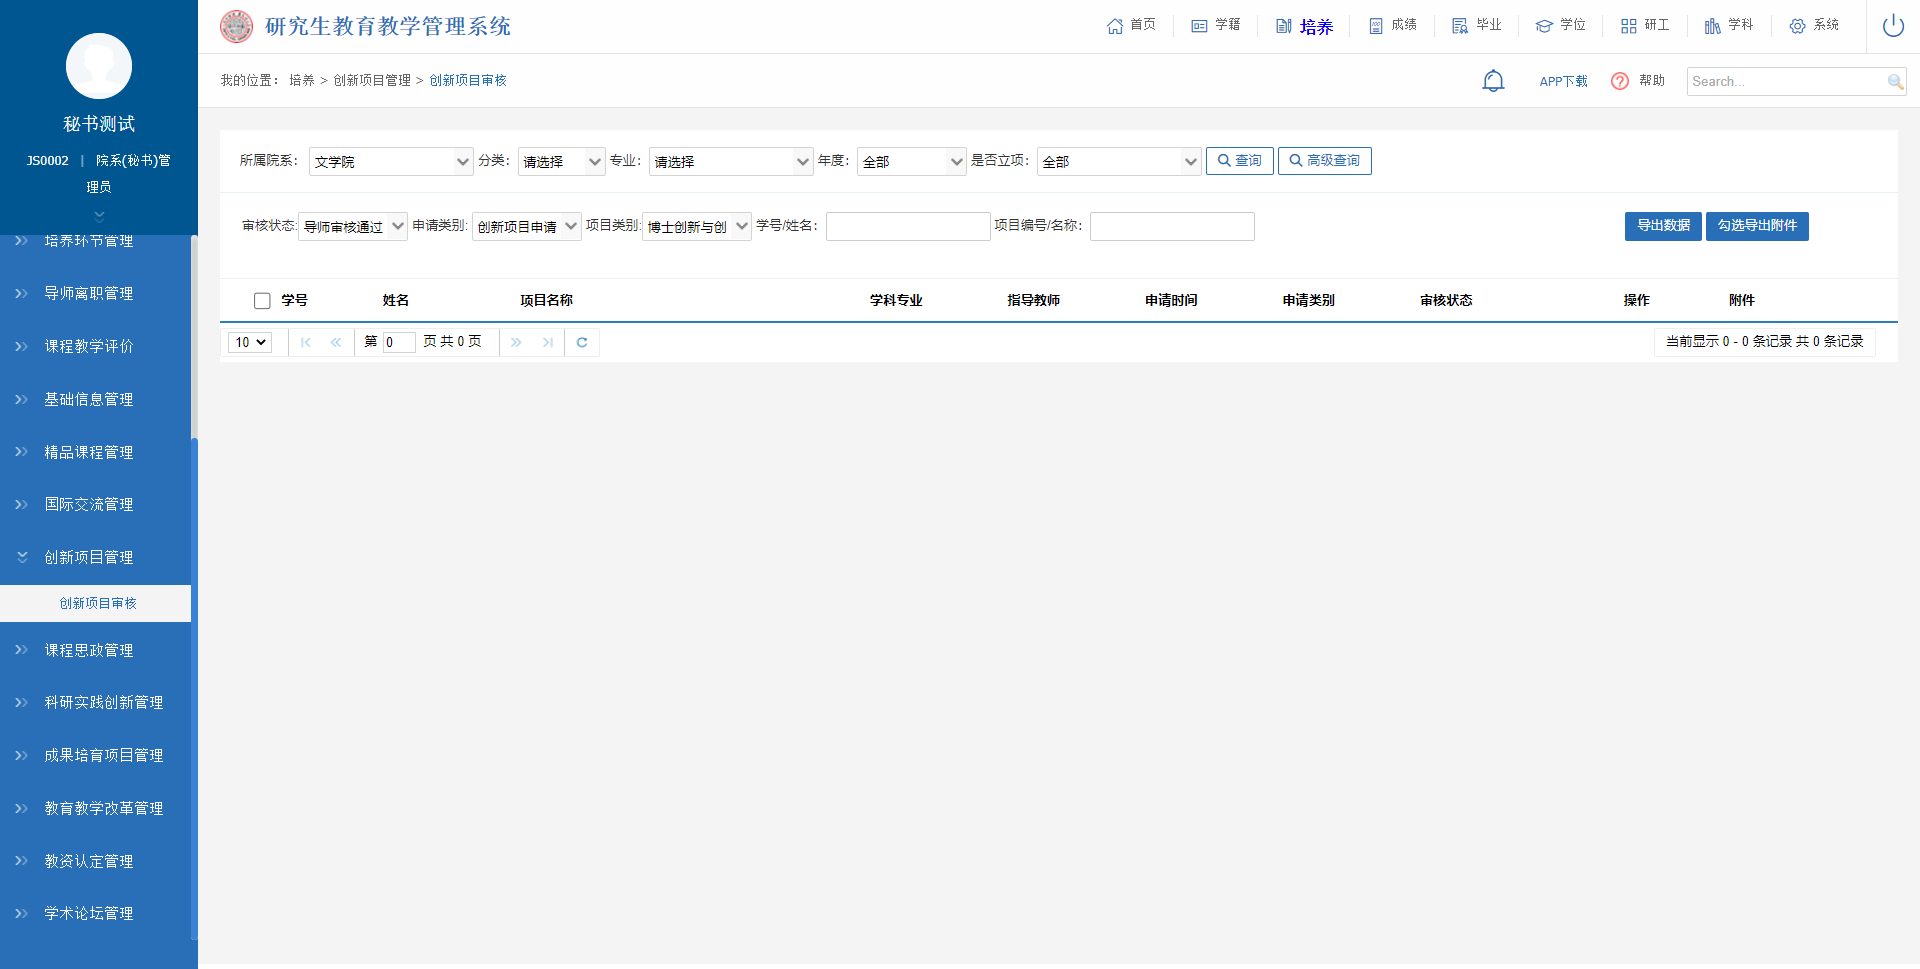 研究生教育教学管理系统
首页 学籍 培养 成绩 毕业 学位 研工 学科 系统
秘书测试
JS0002 | 院系(秘书)管
理员
我的位置: 培养 > 创新项目管理 > 创新项目审核
APP下载 帮助 Search...
培养环节管理
导师离职管理
课程教学评价
基础信息管理
精品课程管理
国际交流管理
创新项目管理
创新项目审核
课程思政管理
科研实践创新管理
成果培育项目管理
教育教学改革管理
教资认定管理
学术论坛管理
所属院系: 文学院 分类: 请选择 专业: 请选择 年度: 全部 是否立项: 全部 查询 高级查询
审核状态: 导师审核通过 申请类别: 创新项目申请 项目类别: 博士创新与创 学号/姓名: 项目编号/名称: 导出数据 勾选导出附件
学号 姓名 项目名称 学科专业 指导教师 申请时间 申请类别 审核状态 操作 附件
10 第 0 页 共 0 页 当前显示 0 - 0 条记录 共 0 条记录